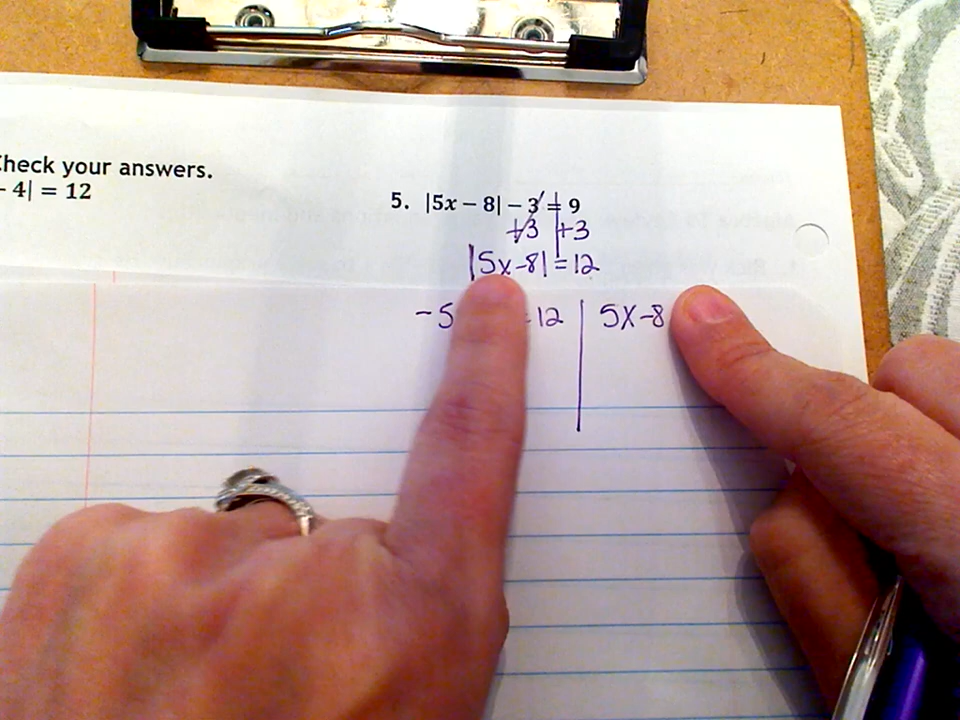 Check your answers.
- 4| = 12
5. |5x − 8| − 3 = 9
+3 +3
|5x-8| = 12
-5 =12 | 5X-8